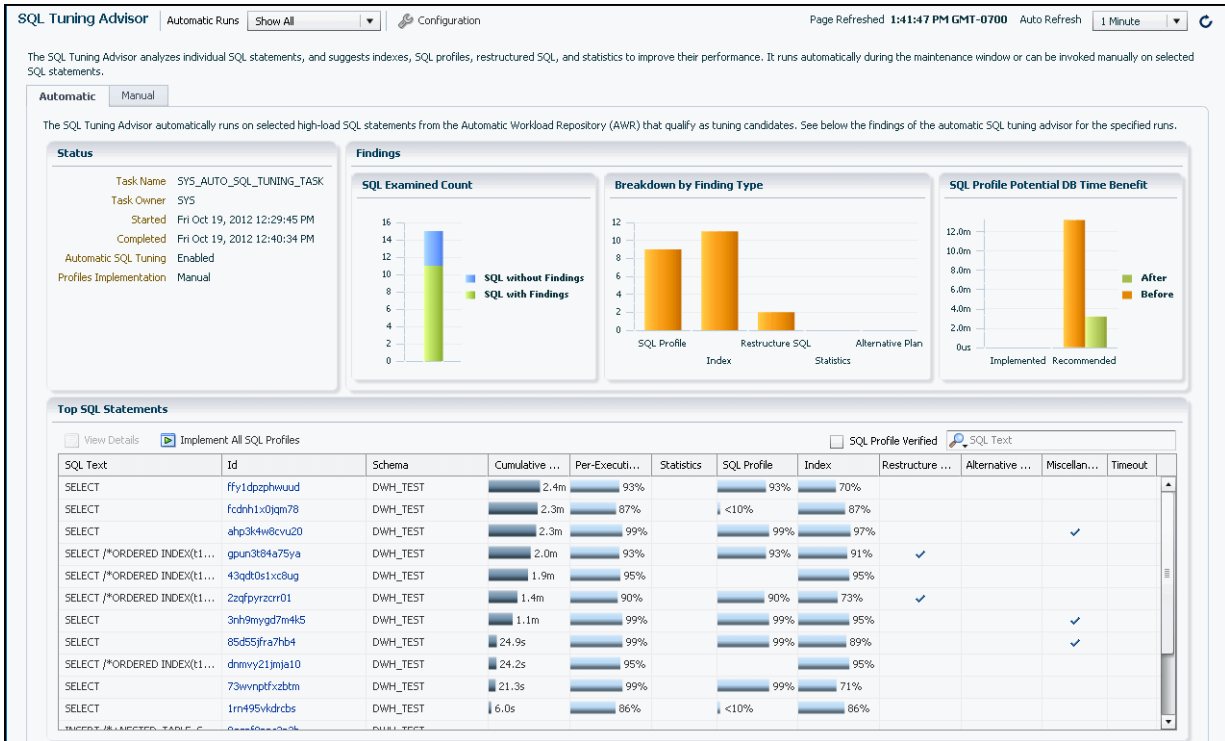 SQL Tuning Advisor Automatic Runs Show All Configuration Page Refreshed 1:41:47 PM GMT-0700 Auto Refresh 1 Minute
The SQL Tuning Advisor analyzes individual SQL statements, and suggests indexes, SQL profiles, restructured SQL, and statistics to improve their performance. It runs automatically during the maintenance window or can be invoked manually on selected
SQL statements.
Automatic Manual
The SQL Tuning Advisor automatically runs on selected high-load SQL statements from the Automatic Workload Repository (AWR) that qualify as tuning candidates. See below the findings of the automatic SQL tuning advisor for the specified runs.
Status
Task Name SYS_AUTO_SQL_TUNING_TASK
Task Owner SYS
Started Fri Oct 19, 2012 12:29:45 PM
Completed Fri Oct 19, 2012 12:40:34 PM
Automatic SQL Tuning Enabled
Profiles Implementation Manual
Findings
SQL Examined Count
16
14
12
10
8
6
4
2
0
SQL without Findings
SQL with Findings
Breakdown by Finding Type
12
10
8
6
4
2
0
SQL Profile Restructure SQL Alternative Plan
Index Statistics
SQL Profile Potential DB Time Benefit
12.0m
10.0m
8.0m
6.0m
4.0m
2.0m
0us
After
Before
Implemented Recommended
Top SQL Statements
View Details Implement All SQL Profiles SQL Profile Verified SQL Text
SQL Text Id Schema Cumulative ... Per-Executi... Statistics SQL Profile Index Restructure ... Alternative ... Miscellan... Timeout
SELECT ffy1dpzphwuud DWH_TEST 2.4m 93% 93% 70%
SELECT fcdnh1x0jqm78 DWH_TEST 2.3m 87% <10% 87%
SELECT ahp3k4w8cvu20 DWH_TEST 2.3m 99% 99% 97%
SELECT /*ORDERED INDEX(t1... gpun3t84a75ya DWH_TEST 2.0m 93% 93% 91%
SELECT /*ORDERED INDEX(t1... 43qdt0s1xc8ug DWH_TEST 1.9m 95% 95%
SELECT /*ORDERED INDEX(t1... 2zqfpyrzcrr01 DWH_TEST 1.4m 90% 90% 73%
SELECT 3nh9mygd7m4k5 DWH_TEST 1.1m 99% 99% 95%
SELECT 85d55jfra7hb4 DWH_TEST 24.9s 99% 99% 89%
SELECT /*ORDERED INDEX(t1... dnmvy21jmja10 DWH_TEST 24.2s 95% 95%
SELECT 73wvnptfxzbtm DWH_TEST 21.3s 99% 99% 71%
SELECT 1rn495vkdrcbs DWH_TEST 6.0s 86% <10% 86%